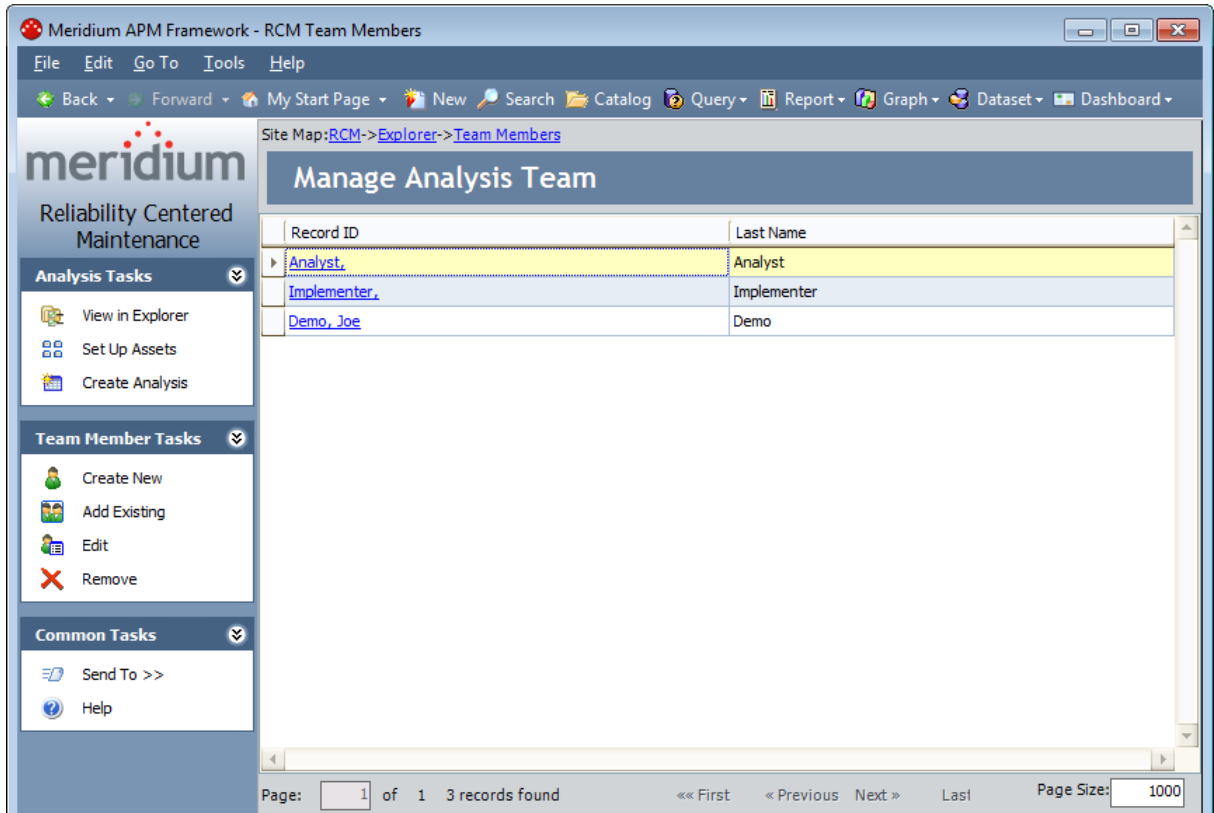 Meridium APM Framework - RCM Team Members
File Edit Go To Tools Help
Back Forward My Start Page New Search Catalog Query Report Graph Dataset Dashboard
meridium
Reliability Centered
Maintenance
Site Map:RCM->Explorer->Team Members
Manage Analysis Team
Record ID Last Name
Analyst, Analyst
Implementer, Implementer
Demo, Joe Demo
Analysis Tasks
View in Explorer
Set Up Assets
Create Analysis
Team Member Tasks
Create New
Add Existing
Edit
Remove
Common Tasks
Send To >>
Help
Page: 1 of 1 3 records found «« First « Previous Next » Last Page Size: 1000